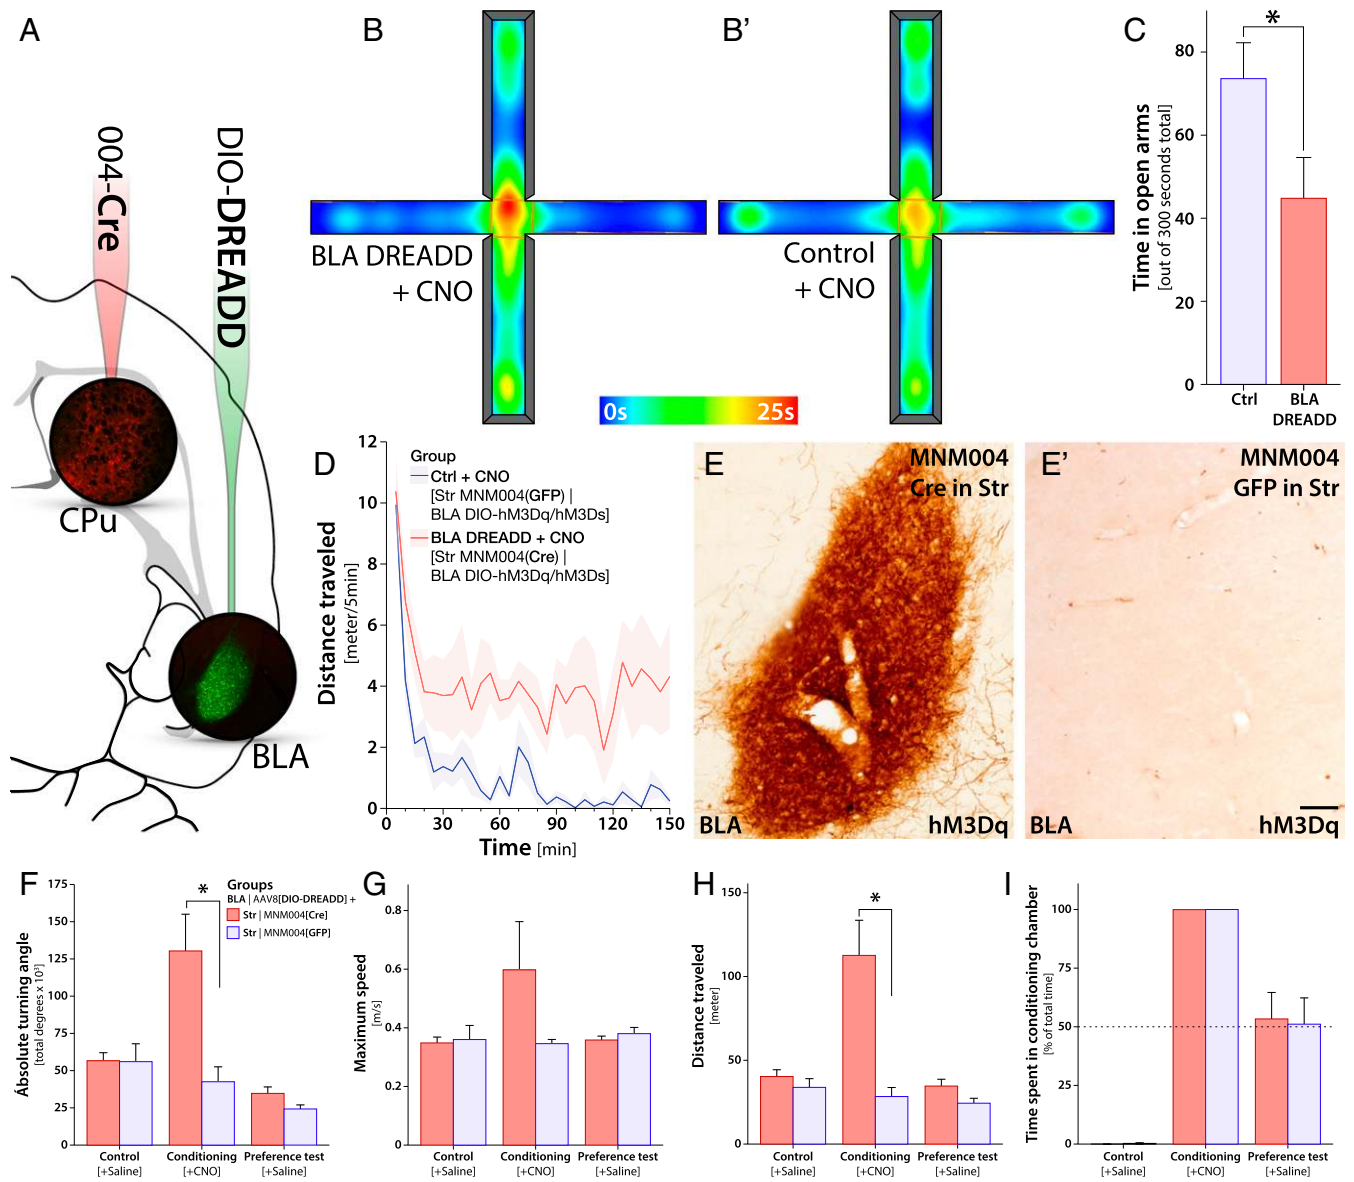 A
004-Cre
DIO-DREADD
CPu
BLA
B
BLA DREADD
+ CNO
B'
Control
+ CNO
0s
25s
C
Time in open arms
[out of 300 seconds total]
80
60
40
20
0
*
Ctrl
BLA
DREADD
D
Distance traveled
[meter/5min]
12
10
8
6
4
2
0
Group
Ctrl + CNO
[Str MNM004(GFP) |
BLA DIO-hM3Dq/hM3Ds]
BLA DREADD + CNO
[Str MNM004(Cre) |
BLA DIO-hM3Dq/hM3Ds]
0 30 60 90 120 150
Time [min]
E
MNM004
Cre in Str
BLA
hM3Dq
E'
MNM004
GFP in Str
BLA
hM3Dq
F
Absolute turning angle
[total degrees x 10³]
175
150
125
100
75
50
25
0
*
Groups
BLA | AAV8[DIO-DREADD] +
Str | MNM004[Cre]
Str | MNM004[GFP]
Control
[+Saline]
Conditioning
[+CNO]
Preference test
[+Saline]
G
Maximum speed
[m/s]
0.8
0.6
0.4
0.2
0
Control
[+Saline]
Conditioning
[+CNO]
Preference test
[+Saline]
H
Distance traveled
[meter]
150
100
50
0
*
Control
[+Saline]
Conditioning
[+CNO]
Preference test
[+Saline]
I
Time spent in conditioning chamber
[% of total time]
100
75
50
25
0
Control
[+Saline]
Conditioning
[+CNO]
Preference test
[+Saline]